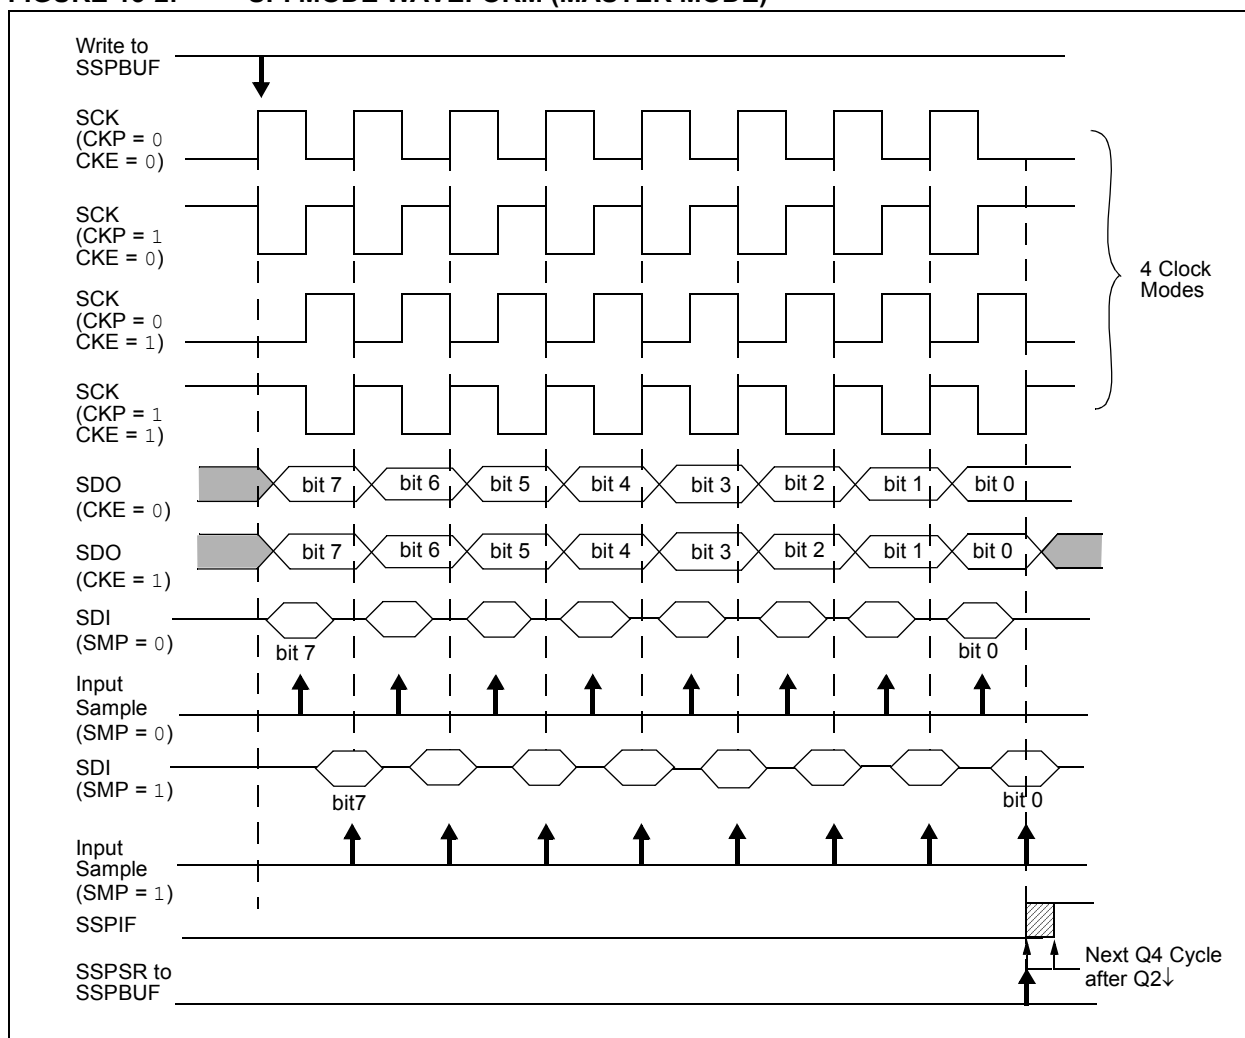 Write to
SSPBUF
SCK
(CKP = 0
CKE = 0)
SCK
(CKP = 1
CKE = 0)
SCK
(CKP = 0
CKE = 1)
SCK
(CKP = 1
CKE = 1)
4 Clock
Modes
SDO
(CKE = 0)
bit 7 bit 6 bit 5 bit 4 bit 3 bit 2 bit 1 bit 0
SDO
(CKE = 1)
bit 7 bit 6 bit 5 bit 4 bit 3 bit 2 bit 1 bit 0
SDI
(SMP = 0)
bit 7 bit 0
Input
Sample
(SMP = 0)
SDI
(SMP = 1)
bit7 bit 0
Input
Sample
(SMP = 1)
SSPIF
SSPSR to
SSPBUF
Next Q4 Cycle
after Q2↓